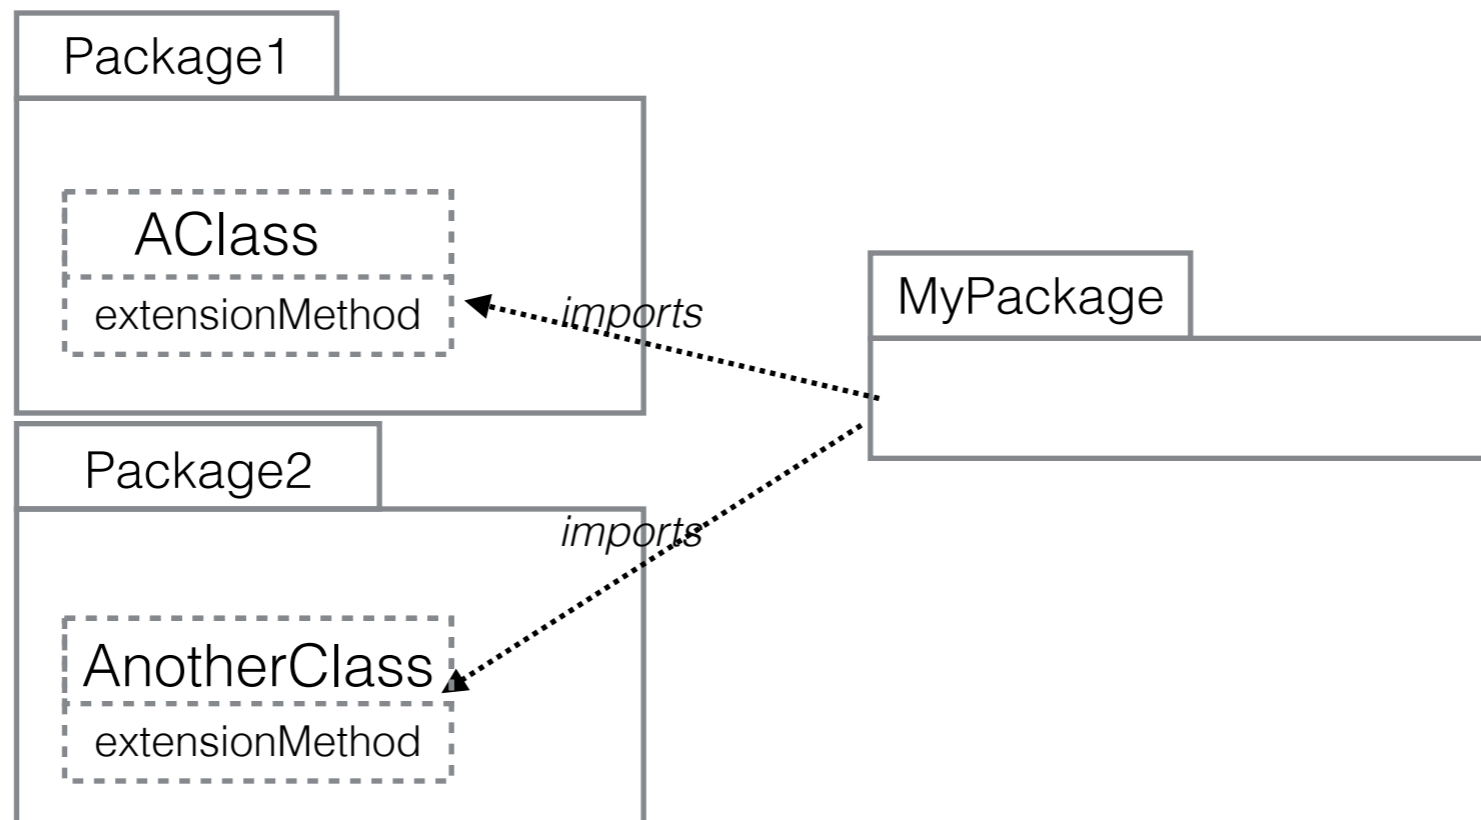 Package1
AClass
extensionMethod
imports
MyPackage
Package2
imports
AnotherClass
extensionMethod